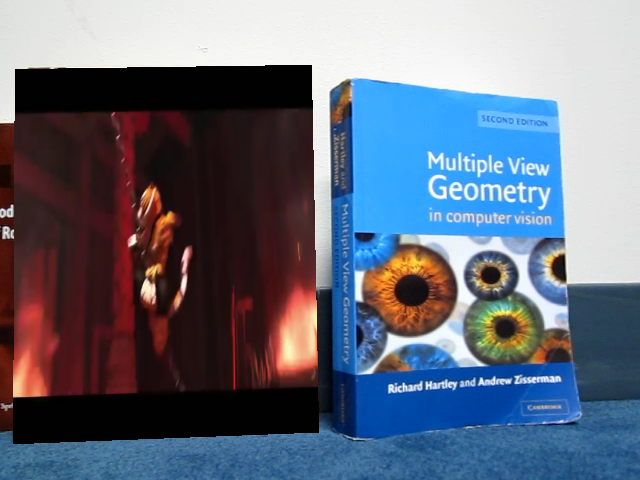 SECOND EDITION
Multiple View
Geometry
in computer vision
Richard Hartley and Andrew Zisserman
CAMBRIDGE
Hartley and
Zisserman
Multiple View Geometry
od
Ro